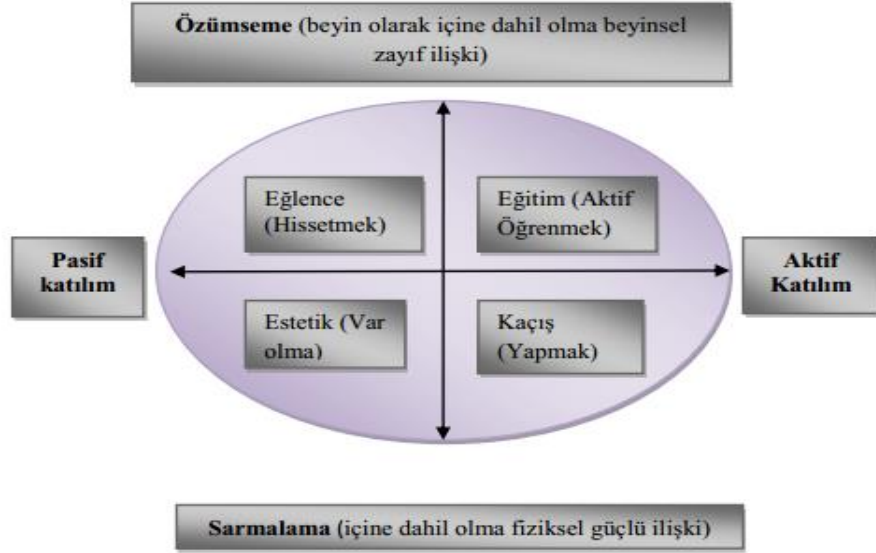 Özümseme (beyin olarak içine dahil olma beyinsel
zayıf ilişki)
Eğlence
(Hissetmek)
Eğitim (Aktif
Öğrenmek)
Pasif
katılım
Aktif
Katılım
Estetik (Var
olma)
Kaçış
(Yapmak)
Sarmalama (içine dahil olma fiziksel güçlü ilişki)